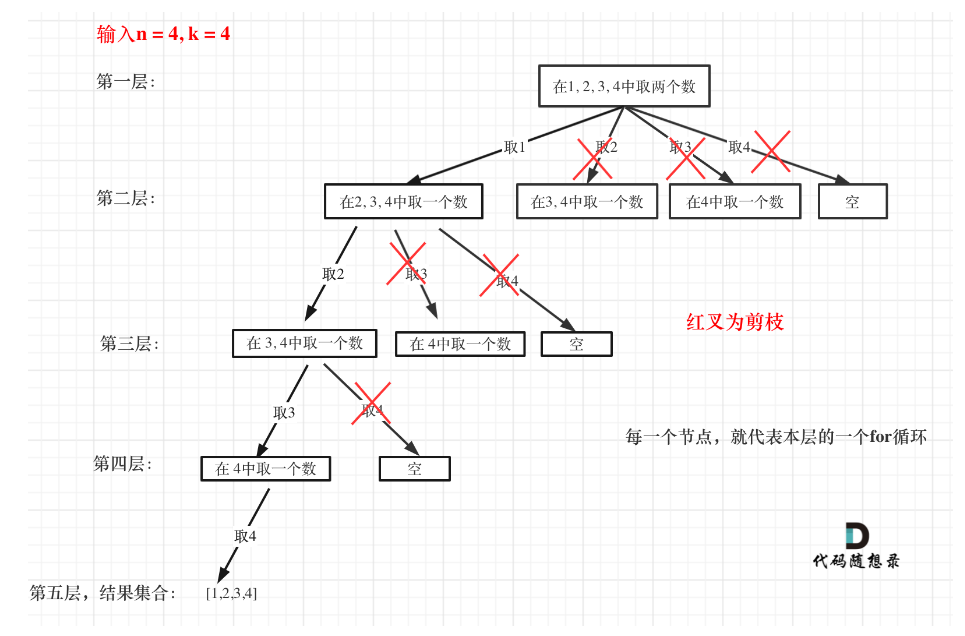 输入n = 4, k = 4
第一层：
在1, 2, 3, 4中取两个数
取1
取2
取3
取4
第二层：
在2, 3, 4中取一个数
在3, 4中取一个数
在4中取一个数
空
取2
取3
取4
红叉为剪枝
第三层：
在 3, 4中取一个数
在 4中取一个数
空
取3
取4
每一个节点，就代表本层的一个for循环
第四层：
在 4中取一个数
空
取4
代码随想录
第五层，结果集合：
[1,2,3,4]